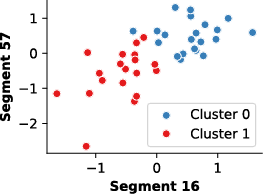 Segment 57
1
0
−1
−2
Cluster 0
Cluster 1
−1
0
1
Segment 16